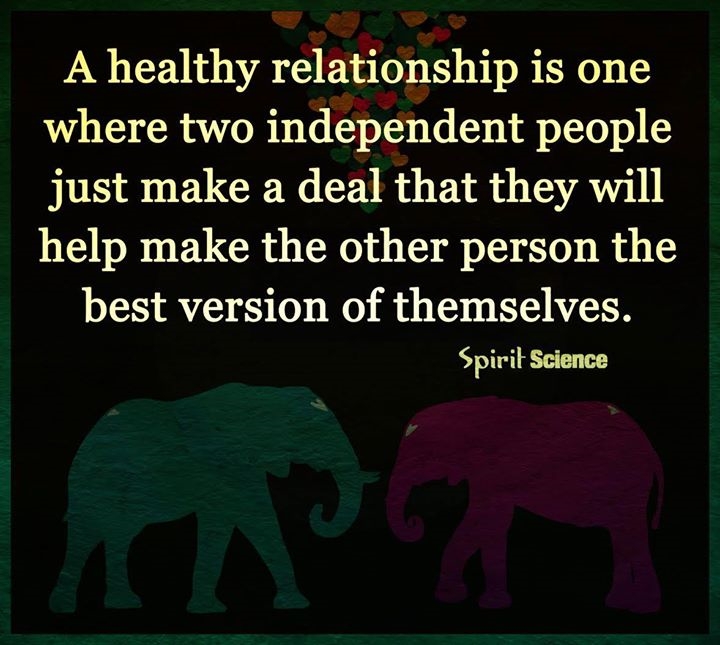 A healthy relationship is one
where two independent people
just make a deal that they will
help make the other person the
best version of themselves.
Spirit Science